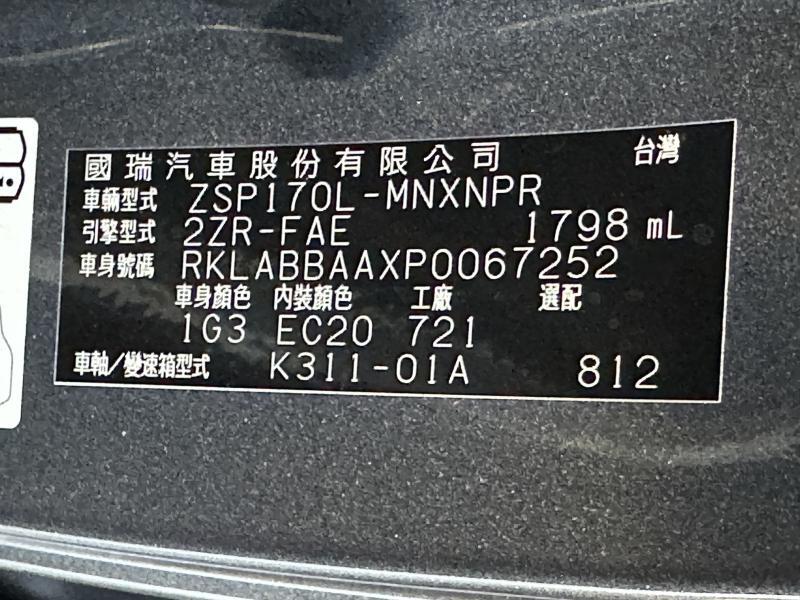 國瑞汽車股份有限公司 台灣
車輛型式 ZSP170L-MNXNPR
引擎型式 2ZR-FAE 1798 mL
車身號碼 RKLABBAAXP0067252
車身顏色 內裝顏色 工廠 選配
1G3 EC20 721
車軸/變速箱型式 K311-01A 812